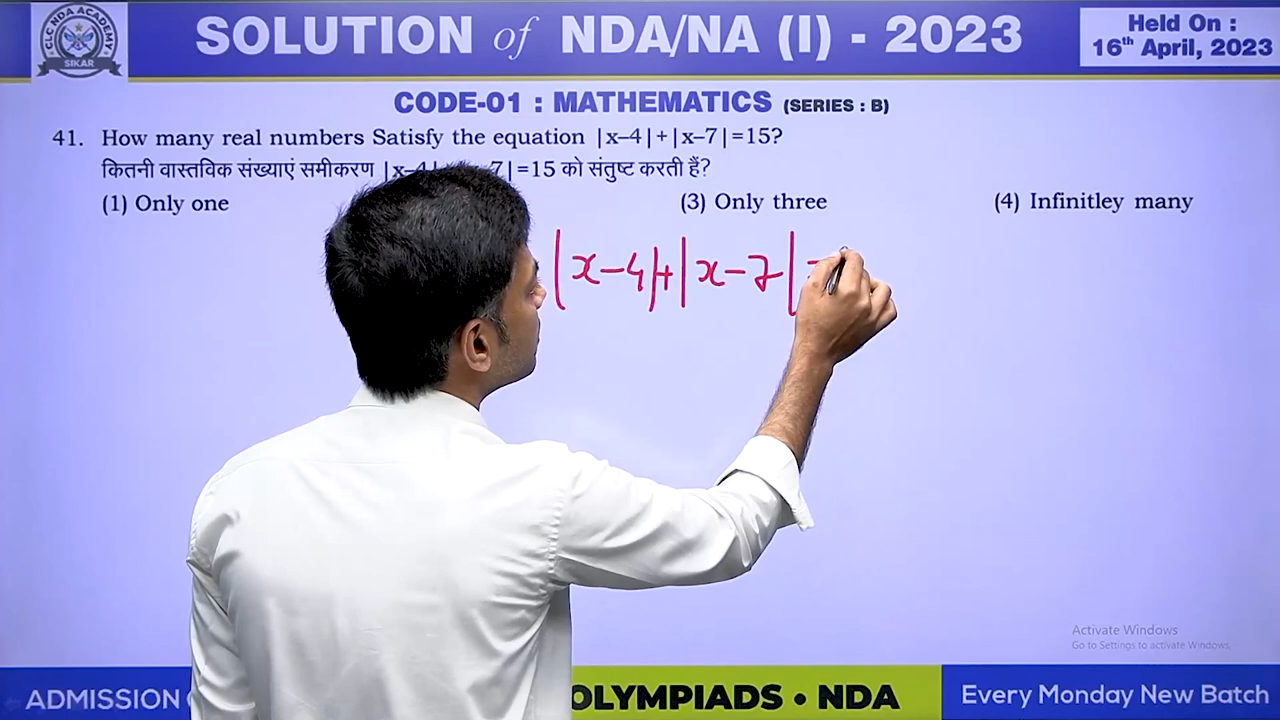 CLC NDA ACADEMY
SIKAR
SOLUTION of NDA/NA (I) - 2023
Held On :
16th April, 2023
CODE-01 : MATHEMATICS (SERIES : B)
41. How many real numbers Satisfy the equation |x–4|+|x–7|=15?
कितनी वास्तविक संख्याएं समीकरण |x–4| 7|=15 को संतुष्ट करती हैं?
(1) Only one (3) Only three (4) Infinitley many
|x-4|+|x-7|
Activate Windows
Go to Settings to activate Windows.
ADMISSION OLYMPIADS • NDA Every Monday New Batch